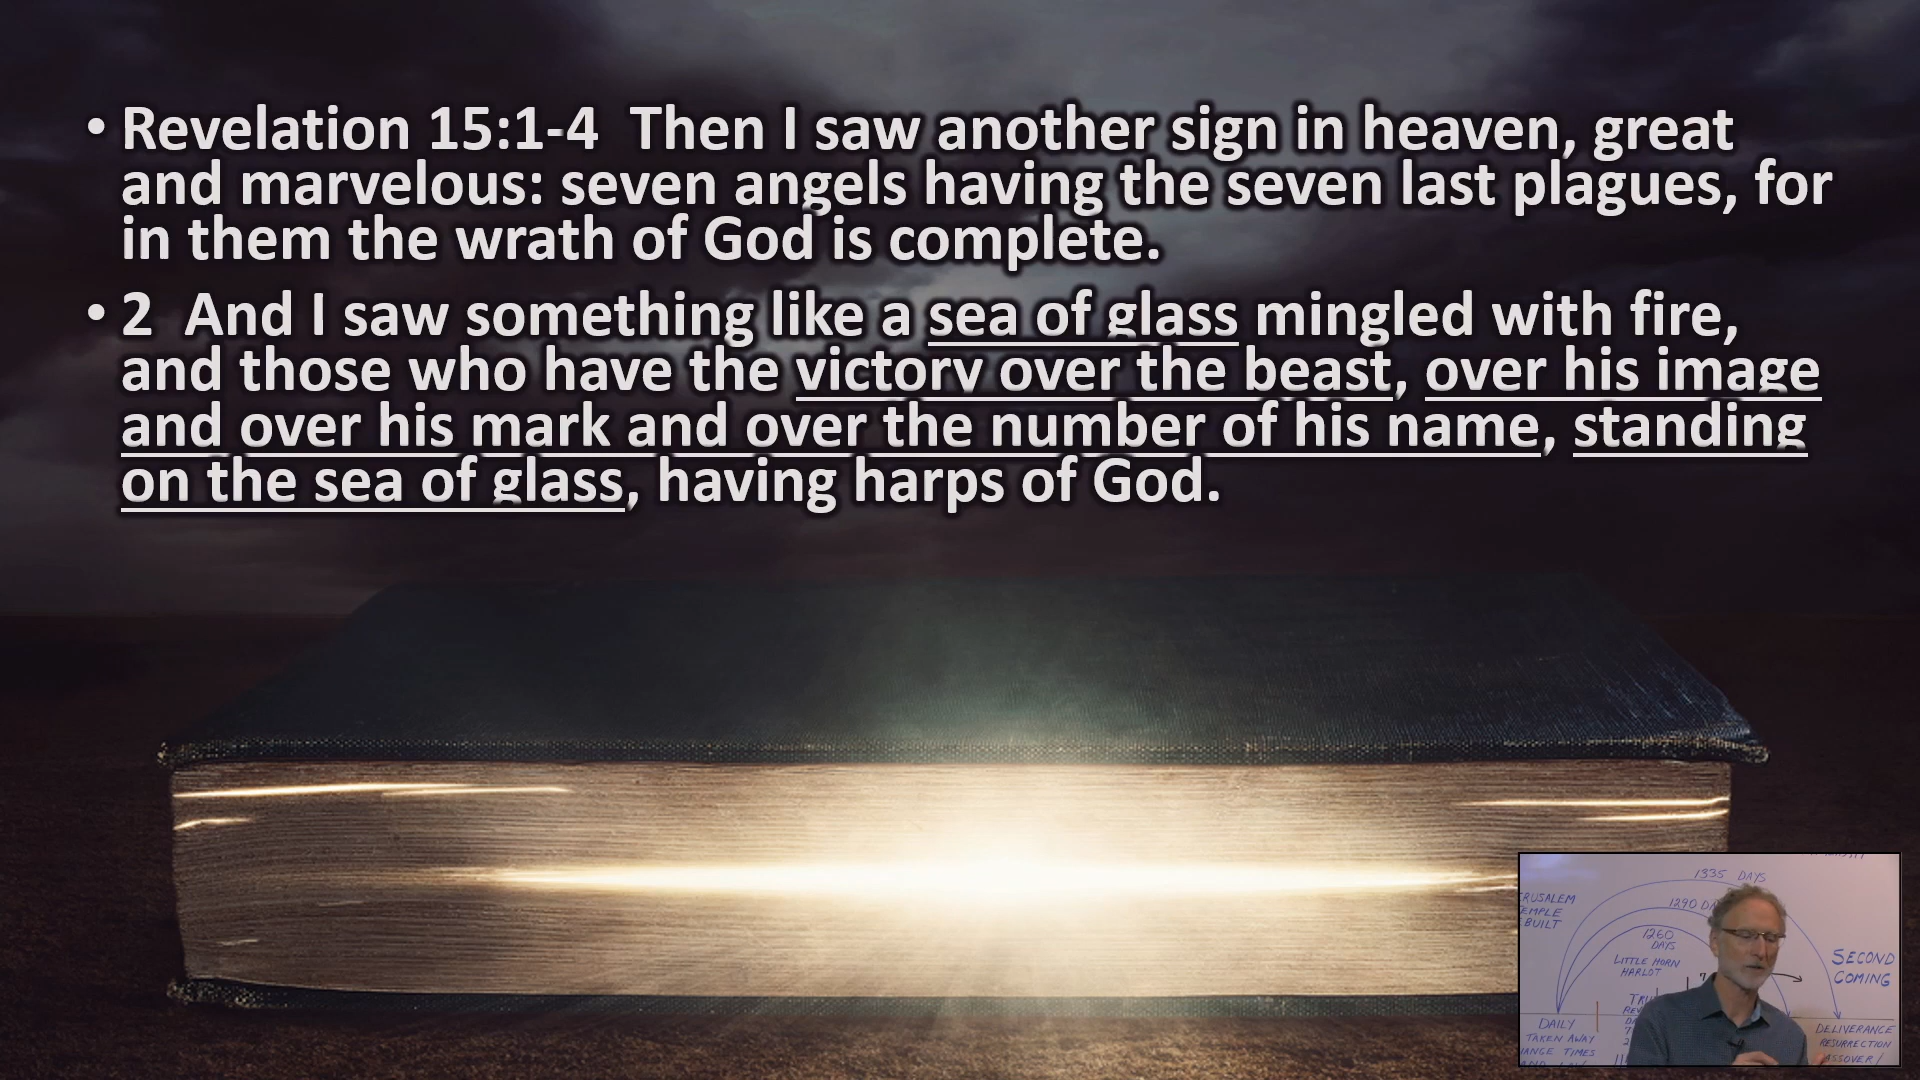 • Revelation 15:1-4 Then I saw another sign in heaven, great
and marvelous: seven angels having the seven last plagues, for
in them the wrath of God is complete.
• 2 And I saw something like a sea of glass mingled with fire,
and those who have the victory over the beast, over his image
and over his mark and over the number of his name, standing
on the sea of glass, having harps of God.
1335 DAYS
1290 DA
1260
DAYS
LITTLE HORN
HARLOT
SECOND
COMING
DAILY
TAKEN AWAY
DELIVERANCE
RESURRECTION